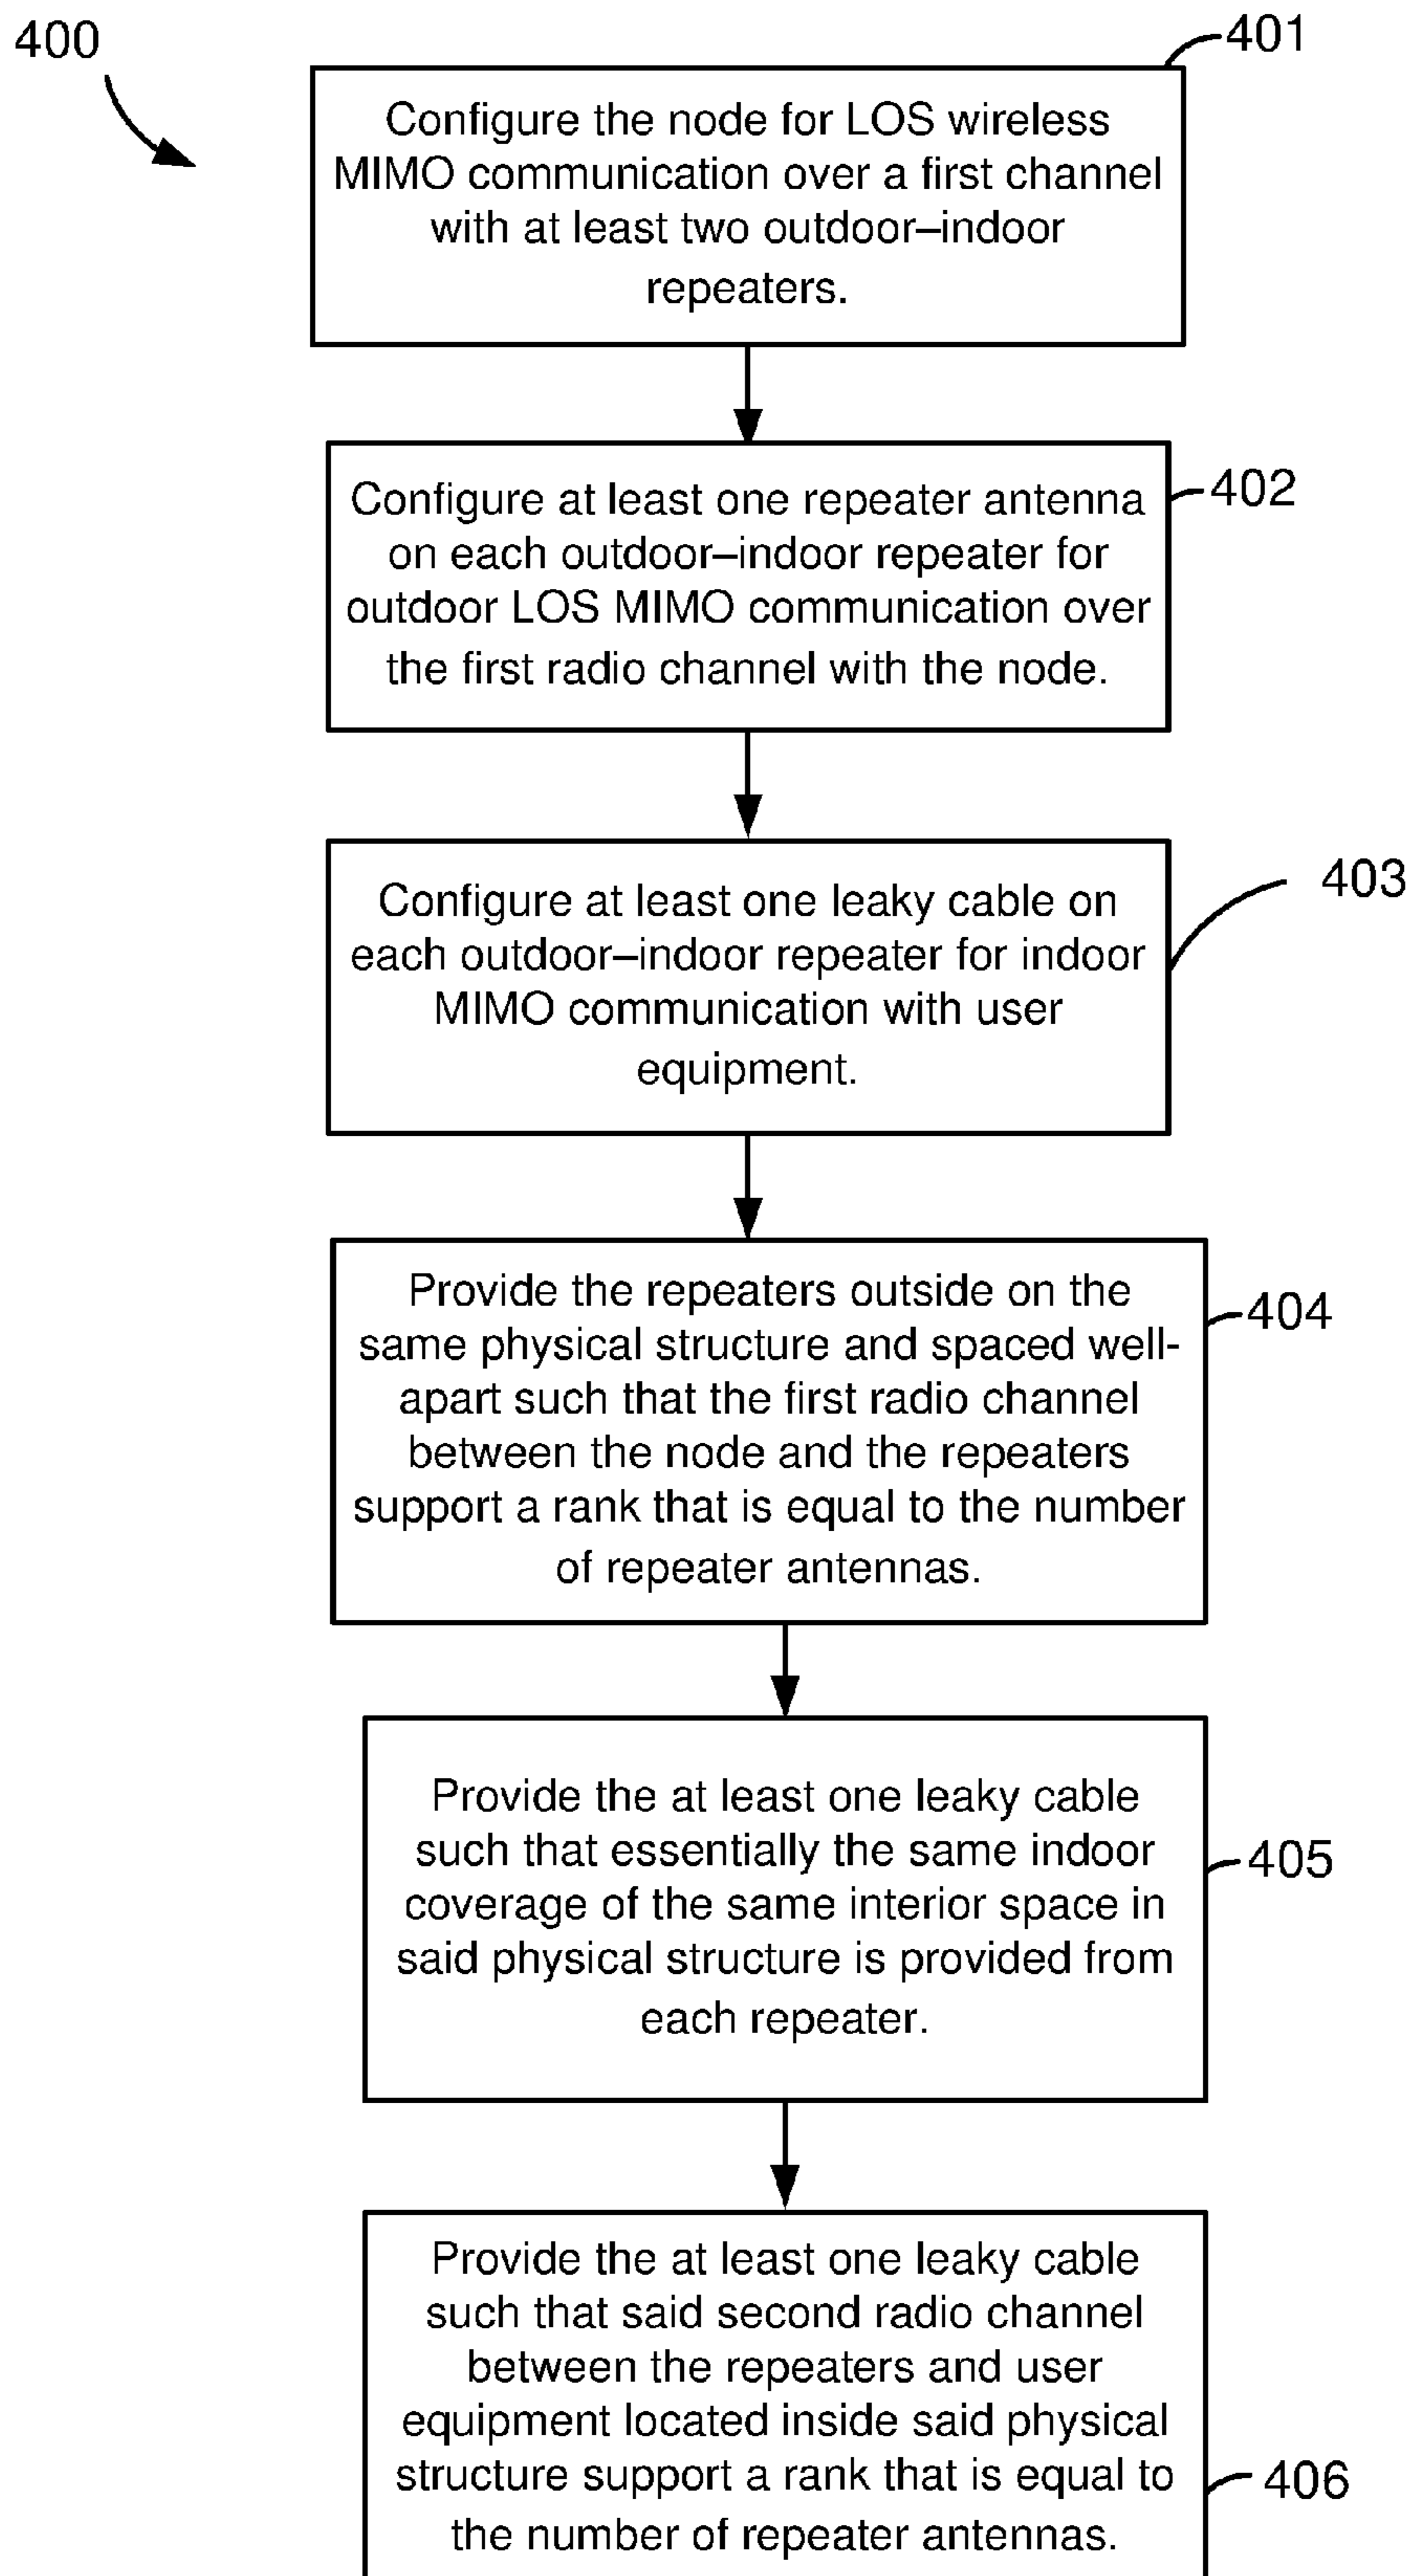 400
401
Configure the node for LOS wireless
MIMO communication over a first channel
with at least two outdoor–indoor
repeaters.
402
Configure at least one repeater antenna
on each outdoor–indoor repeater for
outdoor LOS MIMO communication over
the first radio channel with the node.
403
Configure at least one leaky cable on
each outdoor–indoor repeater for indoor
MIMO communication with user
equipment.
404
Provide the repeaters outside on the
same physical structure and spaced well-
apart such that the first radio channel
between the node and the repeaters
support a rank that is equal to the number
of repeater antennas.
405
Provide the at least one leaky cable
such that essentially the same indoor
coverage of the same interior space in
said physical structure is provided from
each repeater.
406
Provide the at least one leaky cable
such that said second radio channel
between the repeaters and user
equipment located inside said physical
structure support a rank that is equal to
the number of repeater antennas.